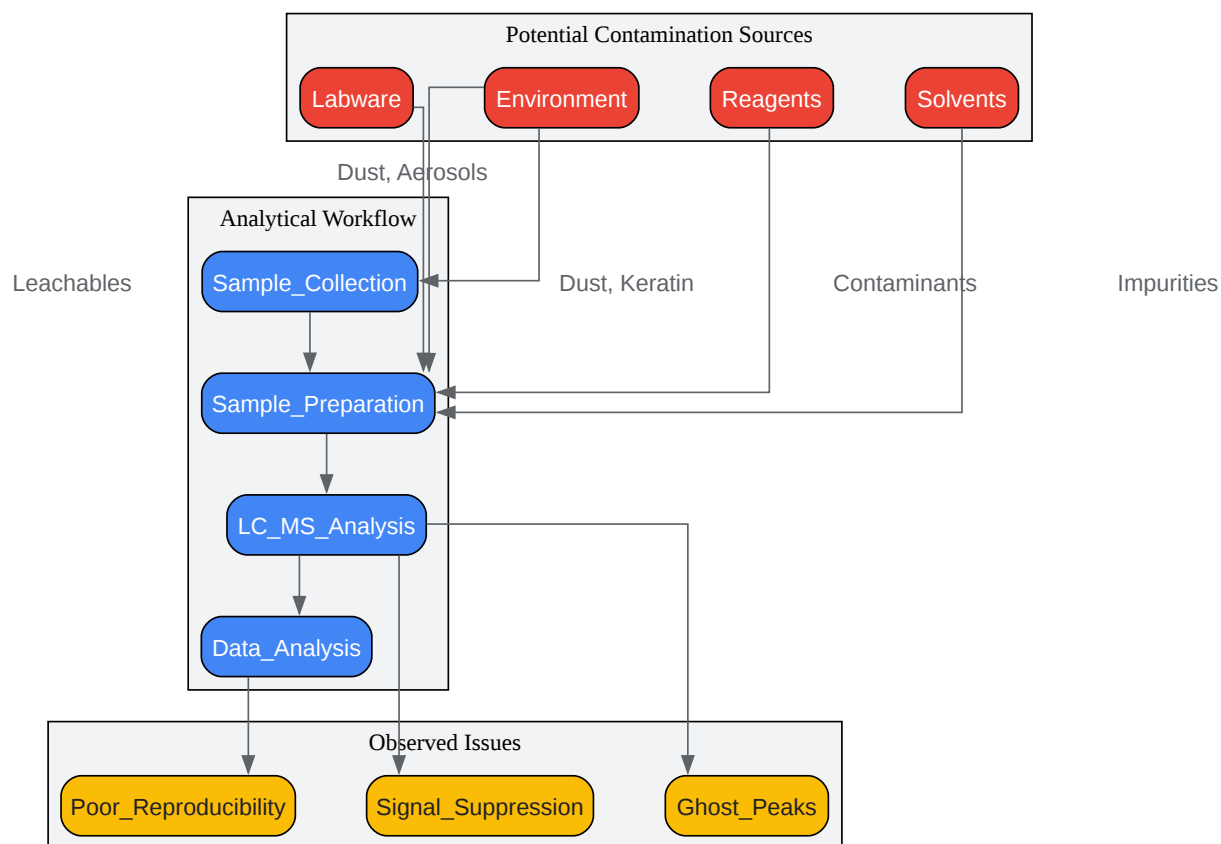 Potential Contamination Sources
Labware
Environment
Reagents
Solvents
Dust, Aerosols
Analytical Workflow
Sample_Collection
Leachables
Dust, Keratin
Contaminants
Impurities
Sample_Preparation
LC_MS_Analysis
Data_Analysis
Observed Issues
Poor_Reproducibility
Signal_Suppression
Ghost_Peaks